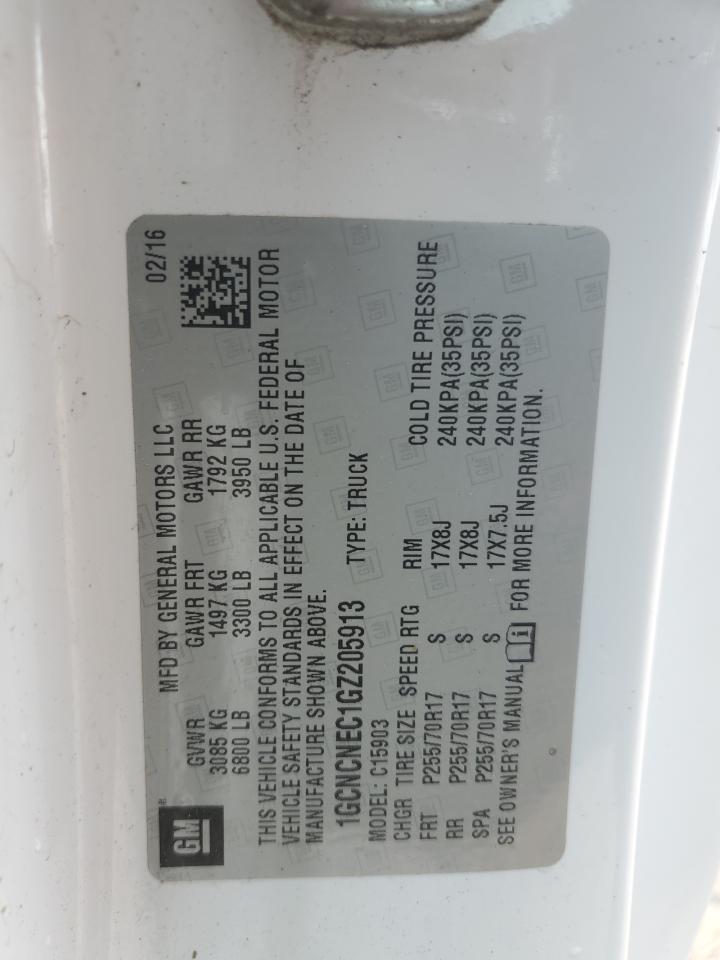 GM
MFD BY GENERAL MOTORS LLC 02/16
GVWR GAWR FRT GAWR RR
3085 KG 1497 KG 1792 KG
6800 LB 3300 LB 3950 LB
THIS VEHICLE CONFORMS TO ALL APPLICABLE U.S. FEDERAL MOTOR
VEHICLE SAFETY STANDARDS IN EFFECT ON THE DATE OF
MANUFACTURE SHOWN ABOVE.
1GCNCNEC1GZ205913 TYPE: TRUCK
MODEL: C15903
CHGR TIRE SIZE SPEED RTG RIM COLD TIRE PRESSURE
FRT P255/70R17 S 17X8J 240KPA(35PSI)
RR P255/70R17 S 17X8J 240KPA(35PSI)
SPA P255/70R17 S 17X7.5J 240KPA(35PSI)
SEE OWNER'S MANUAL FOR MORE INFORMATION.